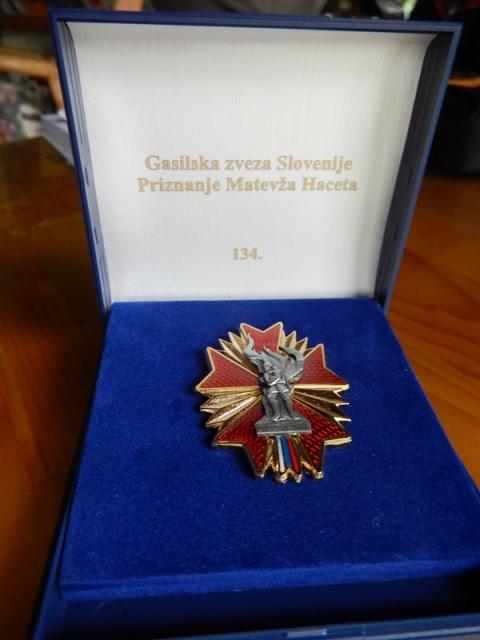 Gasilska zveza Slovenije
Priznanje Matevža Haceta
134.